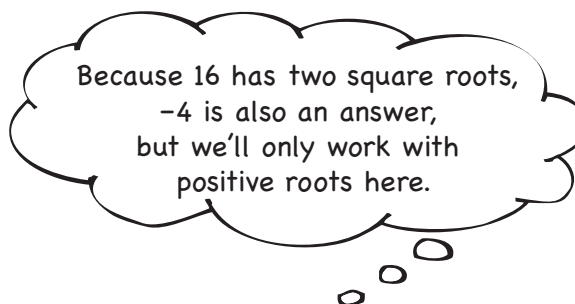 Because 16 has two square roots,
−4 is also an answer,
but we'll only work with
positive roots here.